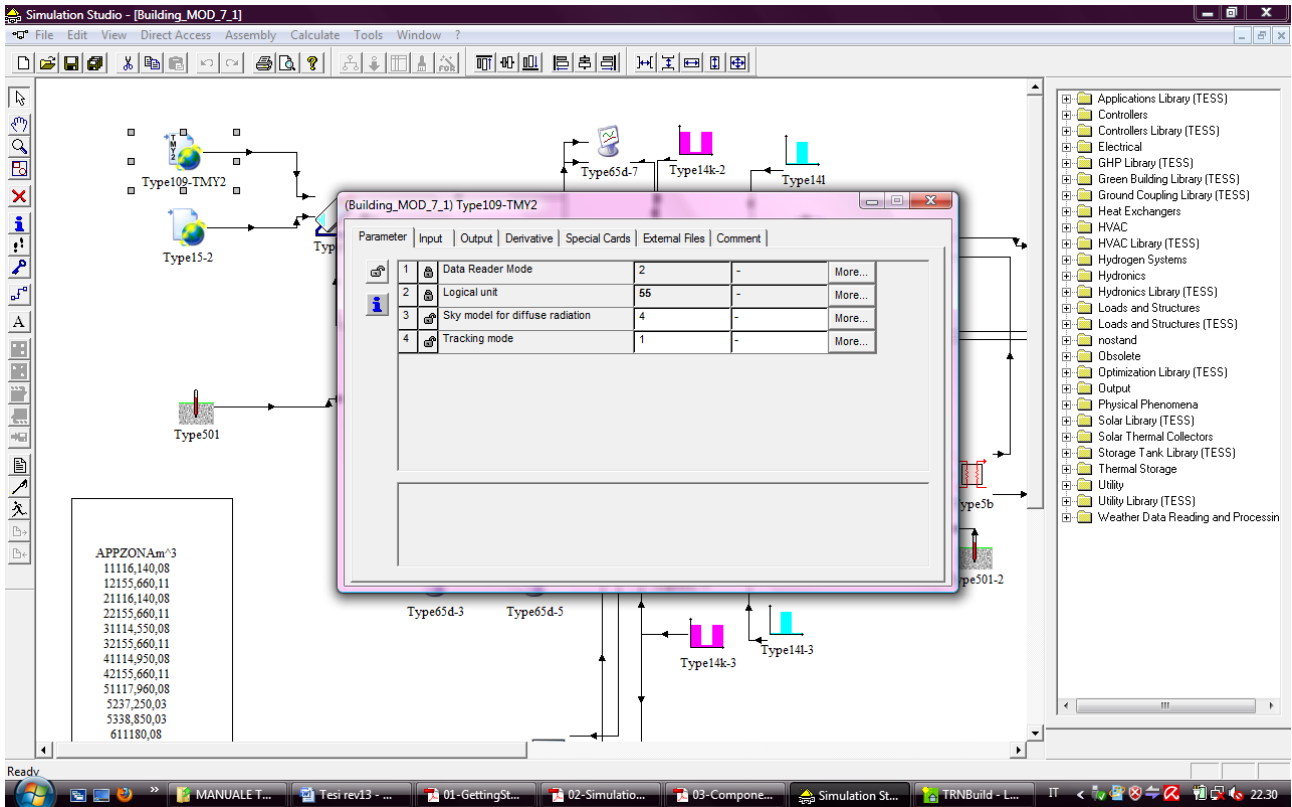 Simulation Studio - [Building_MOD_7_1]
File Edit View Direct Access Assembly Calculate Tools Window ?
Type109-TMY2
Type15-2
Type501
Type65d-7
Type14k-2
Type14l
(Building_MOD_7_1) Type109-TMY2
Parameter Input Output Derivative Special Cards External Files Comment
1 Data Reader Mode 2 - More...
2 Logical unit 55 - More...
3 Sky model for diffuse radiation 4 - More...
4 Tracking mode 1 - More...
Type65d-3
Type65d-5
Type14k-3
Type14l-3
APPZONAm^3
11116,140,08
12155,660,11
21116,140,08
22155,660,11
31114,550,08
32155,660,11
41114,950,08
42155,660,11
51117,960,08
5237,250,03
5338,850,03
611180,08
Applications Library (TESS)
Controllers
Controllers Library (TESS)
Electrical
GHP Library (TESS)
Green Building Library (TESS)
Ground Coupling Library (TESS)
Heat Exchangers
HVAC
HVAC Library (TESS)
Hydrogen Systems
Hydronics
Hydronics Library (TESS)
Loads and Structures
Loads and Structures (TESS)
nostand
Obsolete
Optimization Library (TESS)
Output
Physical Phenomena
Solar Library (TESS)
Solar Thermal Collectors
Storage Tank Library (TESS)
Thermal Storage
Utility
Utility Library (TESS)
Weather Data Reading and Processin
Ready
MANUALE T... Tesi rev13 - ... 01-GettingSt... 02-Simulatio... 03-Compone... Simulation St... TRNBuild - L... IT 22.30